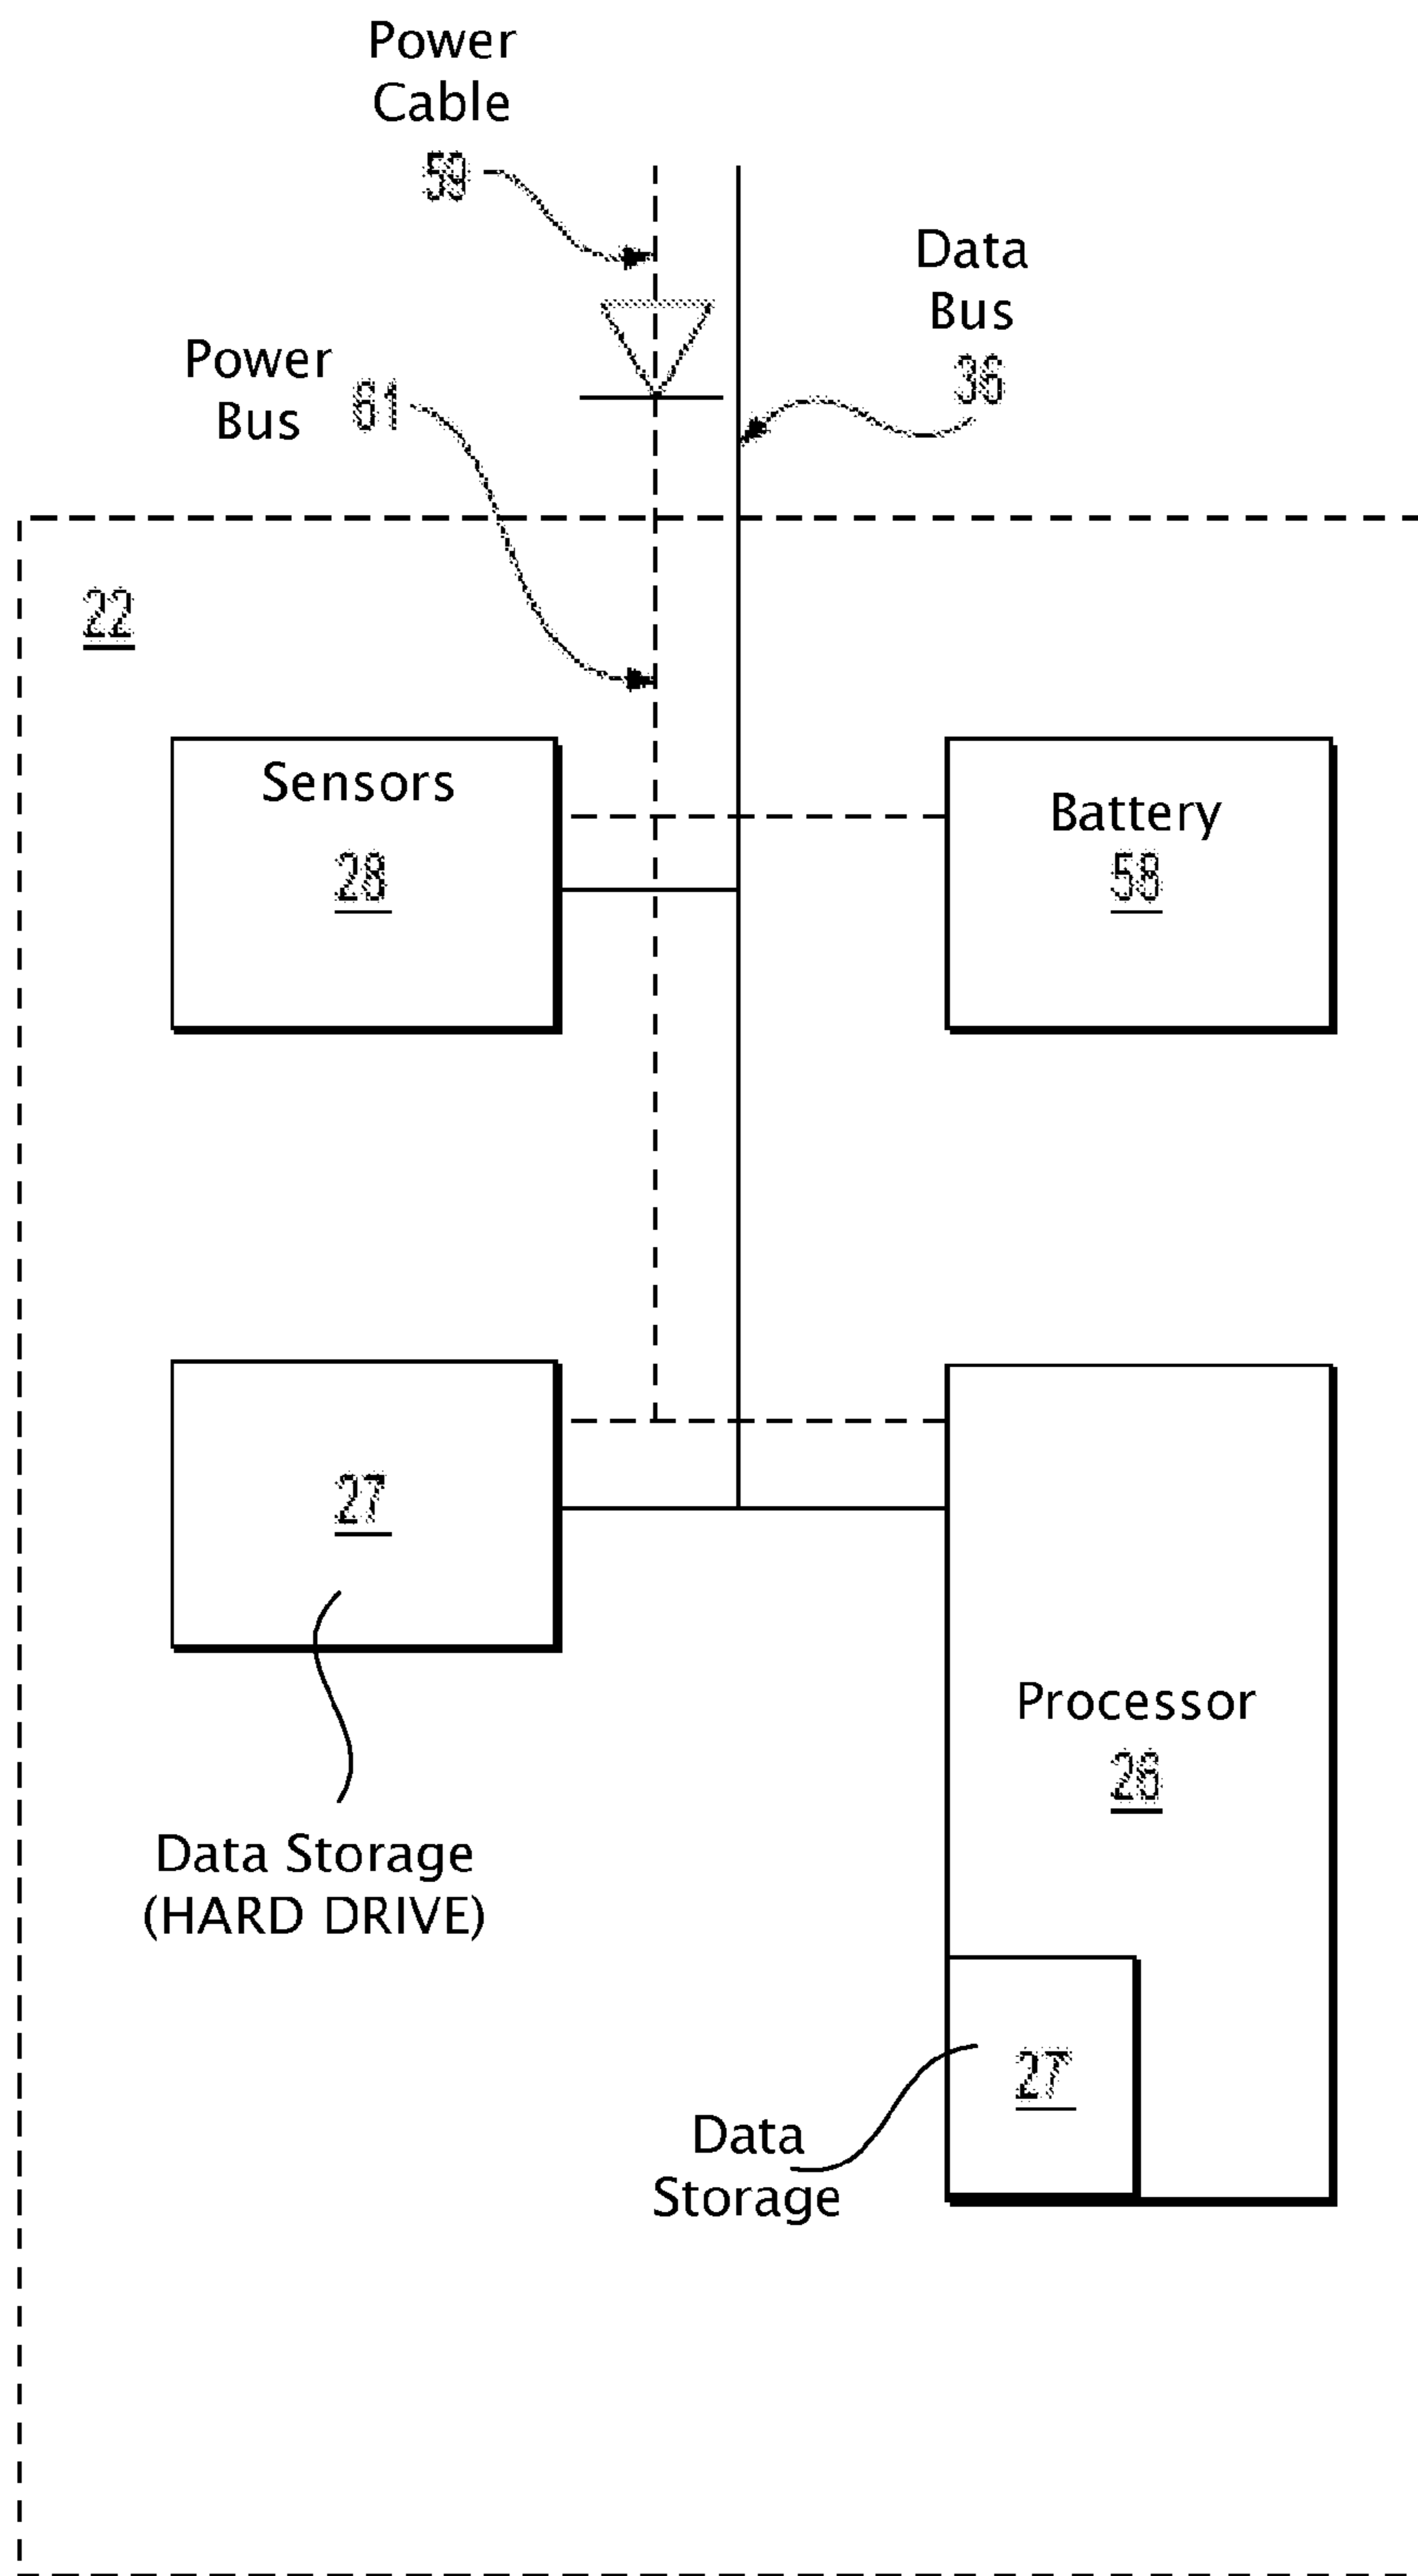 Power
Cable
59
Data
Bus
36
Power
Bus 61
22
Sensors
28
Battery
58
27
Processor
26
Data Storage
(HARD DRIVE)
27
Data
Storage